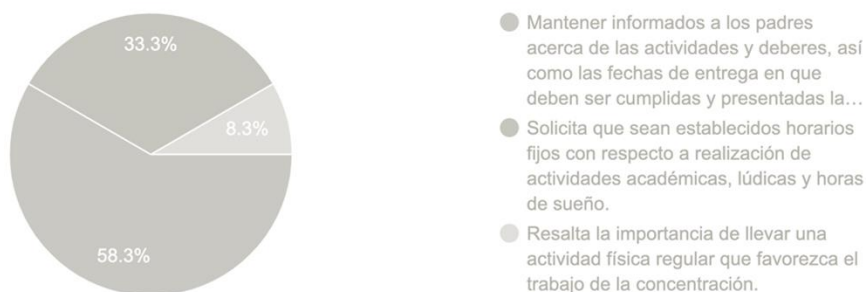 33.3%
8.3%
58.3%
Mantener informados a los padres
acerca de las actividades y deberes, así
como las fechas de entrega en que
deben ser cumplidas y presentadas la…
Solicita que sean establecidos horarios
fijos con respecto a realización de
actividades académicas, lúdicas y horas
de sueño.
Resalta la importancia de llevar una
actividad física regular que favorezca el
trabajo de la concentración.